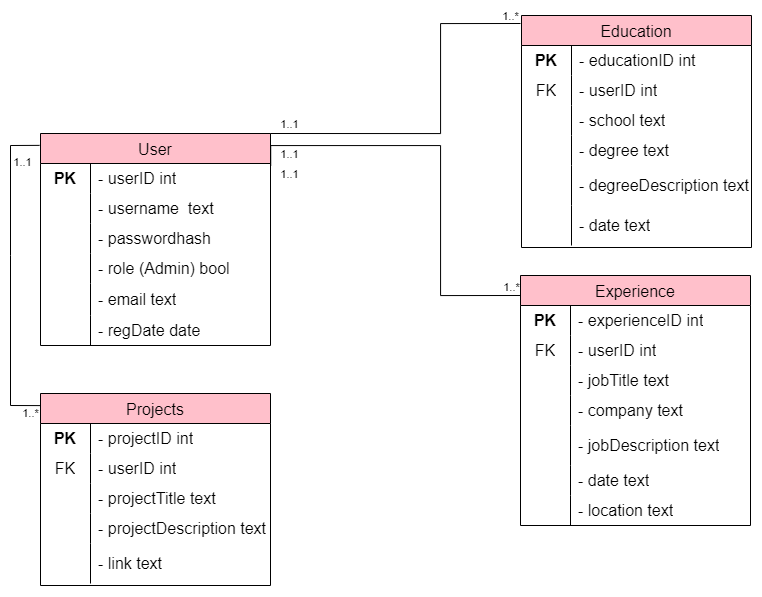 1..*
Education
PK - educationID int
FK - userID int
- school text
- degree text
- degreeDescription text
- date text
1..1
1..1
1..1
1..1
User
PK - userID int
- username  text
- passwordhash
- role (Admin) bool
- email text
- regDate date
1..*
Experience
PK - experienceID int
FK - userID int
- jobTitle text
- company text
- jobDescription text
- date text
- location text
1..*
Projects
PK - projectID int
FK - userID int
- projectTitle text
- projectDescription text
- link text